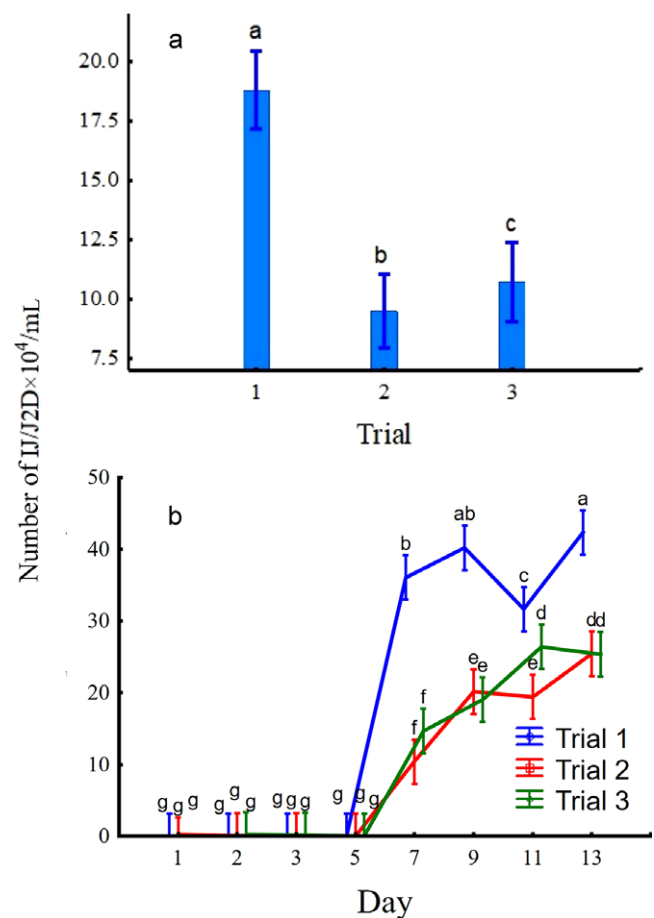 a
a
20.0
17.5
15.0
12.5
10.0
7.5
b
c
1 2 3
Trial
Number of IJ/J2D×10⁴/mL
b
50
40
30
20
10
0
g g g g g g g g g g g g
b ab c a
f f e e e d dd
Trial 1
Trial 2
Trial 3
1 2 3 5 7 9 11 13
Day